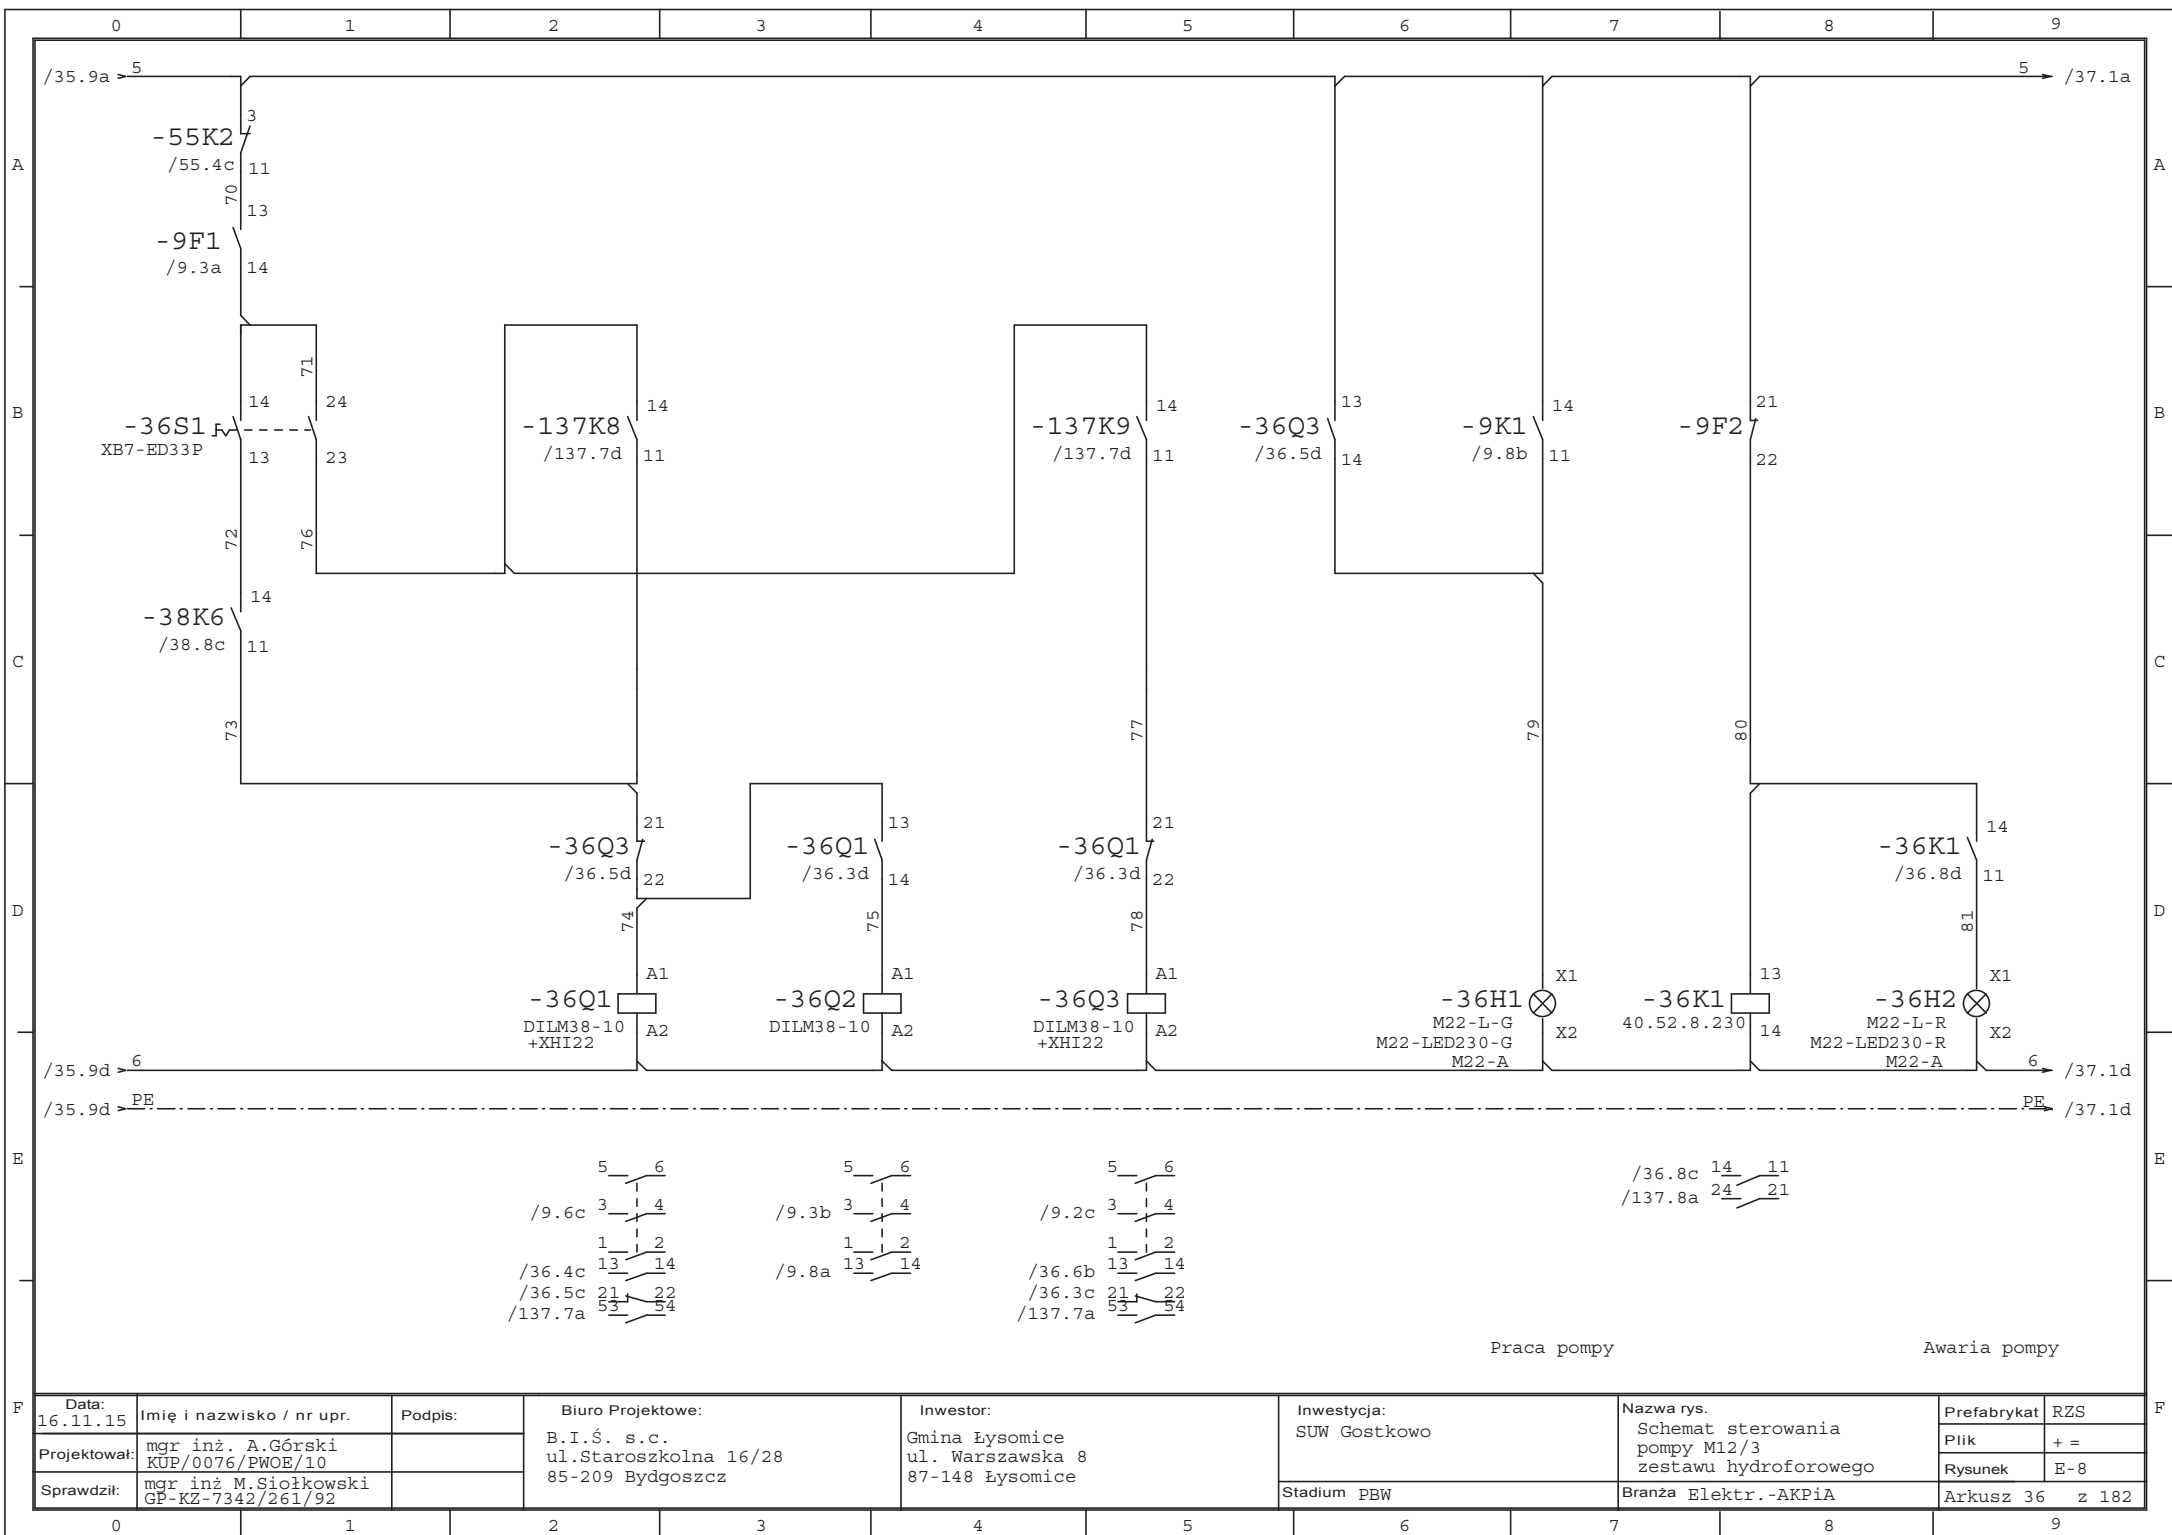 0 1 2 3 4 5 6 7 8 9
/35.9a 5 5 /37.1a
3
-55K2
/55.4c 11
A A
70
13
-9F1
/9.3a 14
71
B 14 24 14 14 13 14 21 B
-36S1 -137K8 -137K9 -36Q3 -9K1 -9F2
XB7-ED33P /137.7d 11 /137.7d 11 /36.5d 14 /9.8b 11 22
13 23
72 76
14
-38K6
/38.8c 11
C C
73 77 79 80
21 13 21 14
-36Q3 -36Q1 -36Q1 -36K1
/36.5d 22 /36.3d 14 /36.3d 22 /36.8d 11
D D
74 75 78 81
A1 A1 A1 X1 13 X1
-36Q1 -36Q2 -36Q3 -36H1 -36K1 -36H2
DILM38-10 A2 DILM38-10 A2 DILM38-10 A2 M22-L-G X2 40.52.8.230 14 M22-L-R X2
+XHI22 +XHI22 M22-LED230-G M22-LED230-R
M22-A M22-A
/35.9d 6 6 /37.1d
/35.9d PE PE /37.1d
E E
5 6 5 6 5 6 /36.8c 14 11
/137.8a 24 21
/9.6c 3 4 /9.3b 3 4 /9.2c 3 4
1 2 1 2 1 2
/36.4c 13 14 /9.8a 13 14 /36.6b 13 14
/36.5c 21 22 /36.3c 21 22
/137.7a 53 54 /137.7a 53 54
Praca pompy Awaria pompy
F F
Data:
16.11.15
Imię i nazwisko / nr upr.
Podpis:
Projektował:
mgr inż. A.Górski
KUP/0076/PWOE/10
Sprawdził:
mgr inż M.Siołkowski
GP-KZ-7342/261/92
Biuro Projektowe:
B.I.Ś. s.c.
ul.Staroszkolna 16/28
85-209 Bydgoszcz
Inwestor:
Gmina Łysomice
ul. Warszawska 8
87-148 Łysomice
Inwestycja:
SUW Gostkowo
Stadium PBW
Nazwa rys.
Schemat sterowania
pompy M12/3
zestawu hydroforowego
Branża Elektr.-AKPiA
Prefabrykat RZS
Plik + =
Rysunek E-8
Arkusz 36 z 182
0 1 2 3 4 5 6 7 8 9